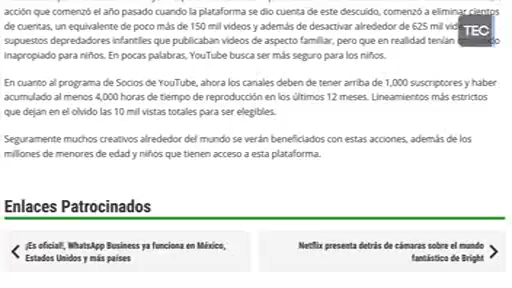 acción que comenzó el año pasado cuando la plataforma se dio cuenta de este descuido, comenzó a eliminar cientos
de cuentas, un equivalente de poco más de 150 mil videos y además de desactivar alrededor de 625 mil
TEC
supuestos depredadores infantiles que publicaban videos de aspecto familiar, pero que en realidad tenían
inapropiado para niños. En pocas palabras, YouTube busca ser más seguro para los niños.
En cuanto al programa de Socios de YouTube, ahora los canales deben de tener arriba de 1,000 suscriptores y haber
acumulado al menos 4,000 horas de tiempo de reproducción en los últimos 12 meses. Lineamientos más estrictos
que dejan en el olvido las 10 mil vistas totales para ser elegibles.
Seguramente muchos creativos alrededor del mundo se verán beneficiados con estas acciones, además de los
millones de menores de edad y niños que tienen acceso a esta plataforma.
Enlaces Patrocinados
¡Es oficial!, WhatsApp Business ya funciona en México,
Estados Unidos y más países
Netflix presenta detrás de cámaras sobre el mundo
fantástico de Bright